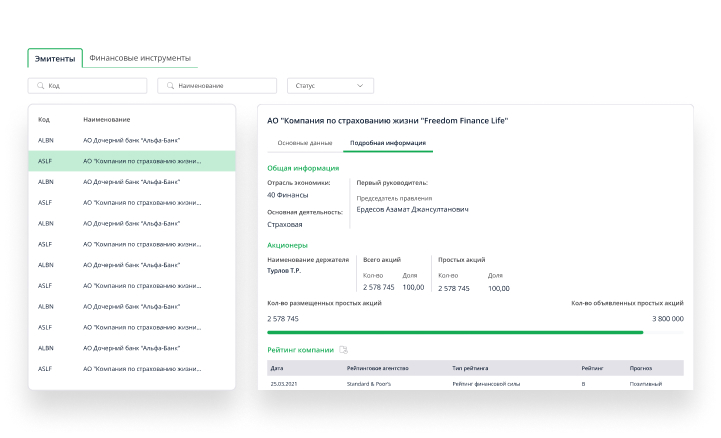 Эмитенты
Финансовые инструменты
Код
Наименование
Статус
Код Наименование
ALBN АО Дочерний банк "Альфа-Банк"
ASLF АО "Компания по страхованию жизни...
ALBN АО Дочерний банк "Альфа-Банк"
ASLF АО "Компания по страхованию жизни...
ALBN АО Дочерний банк "Альфа-Банк"
ASLF АО "Компания по страхованию жизни...
ALBN АО Дочерний банк "Альфа-Банк"
ASLF АО "Компания по страхованию жизни...
ALBN АО Дочерний банк "Альфа-Банк"
ASLF АО "Компания по страхованию жизни...
ALBN АО Дочерний банк "Альфа-Банк"
ASLF АО "Компания по страхованию жизни...
АО "Компания по страхованию жизни "Freedom Finance Life"
Основные данные
Подробная информация
Общая информация
Отрасль экономики:
40 Финансы
Основная деятельность:
Страховая
Первый руководитель:
Председатель правления
Ердесов Азамат Джансултанович
Акционеры
Наименование держателя
Турлов Т.Р.
Всего акций
Кол-во Доля
2 578 745 100,00
Простых акций
Кол-во Доля
2 578 745 100,00
Кол-во размещенных простых акций
2 578 745
Кол-во объявленных простых акций
3 800 000
Рейтинг компании
Дата Рейтинговое агентство Тип рейтинга Рейтинг Прогноз
25.03.2021 Standard & Poor's Рейтинг финансовой силы B Позитивный